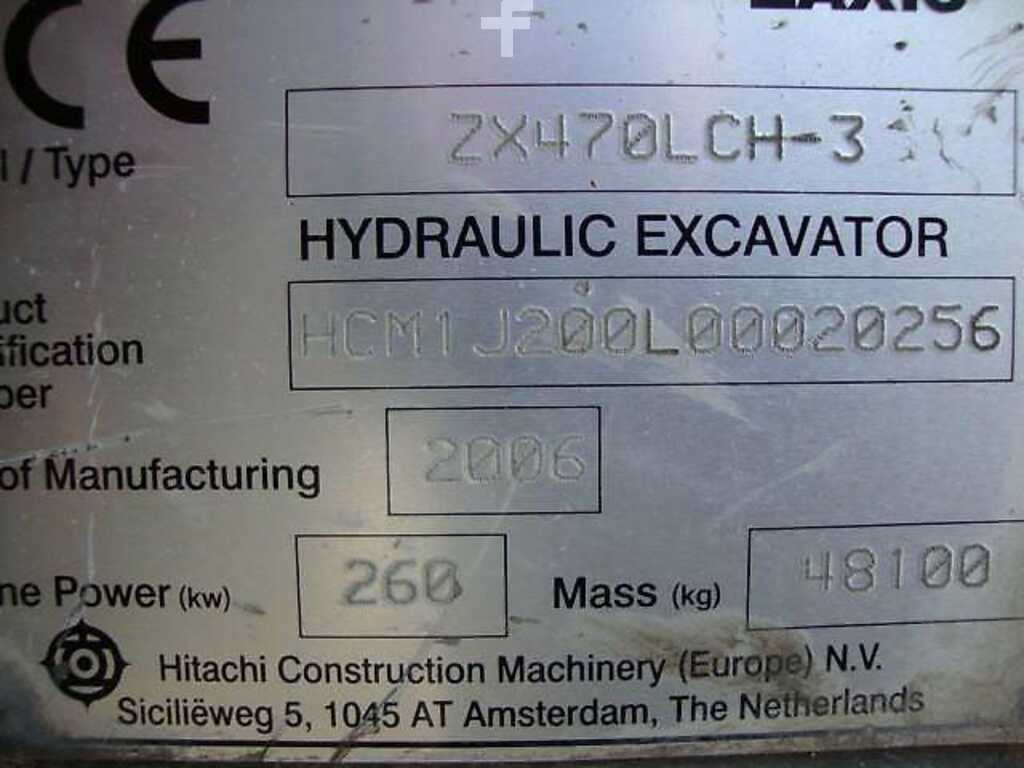 CE
ZX470LCH-3
l / Type
HYDRAULIC EXCAVATOR
uct
ification
ber
HCM1J200L00020256
of Manufacturing
2006
ne Power (kw)
260
Mass (kg)
48100
Hitachi Construction Machinery (Europe) N.V.
Siciliëweg 5, 1045 AT Amsterdam, The Netherlands